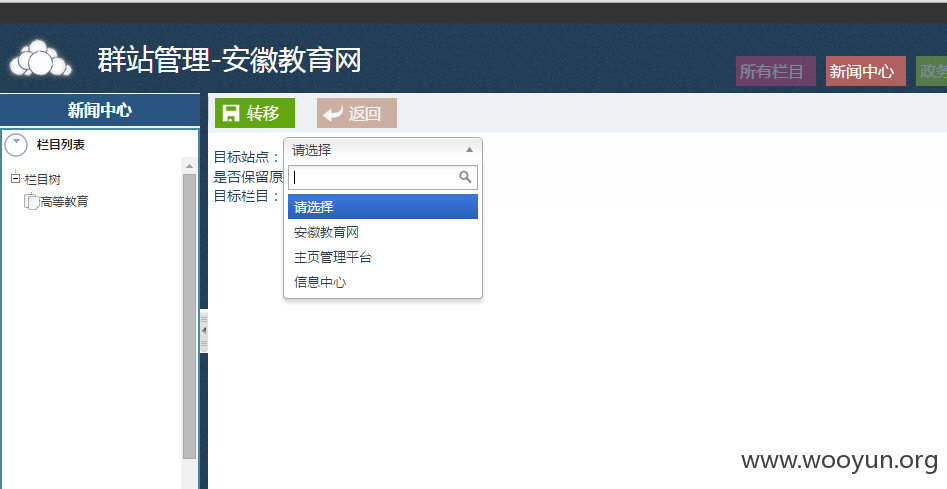 群站管理-安徽教育网
所有栏目
新闻中心
政务
新闻中心
转移
返回
栏目列表
栏目树
高等教育
目标站点：
请选择
是否保留原
目标栏目：
请选择
安徽教育网
主页管理平台
信息中心
www.wooyun.org